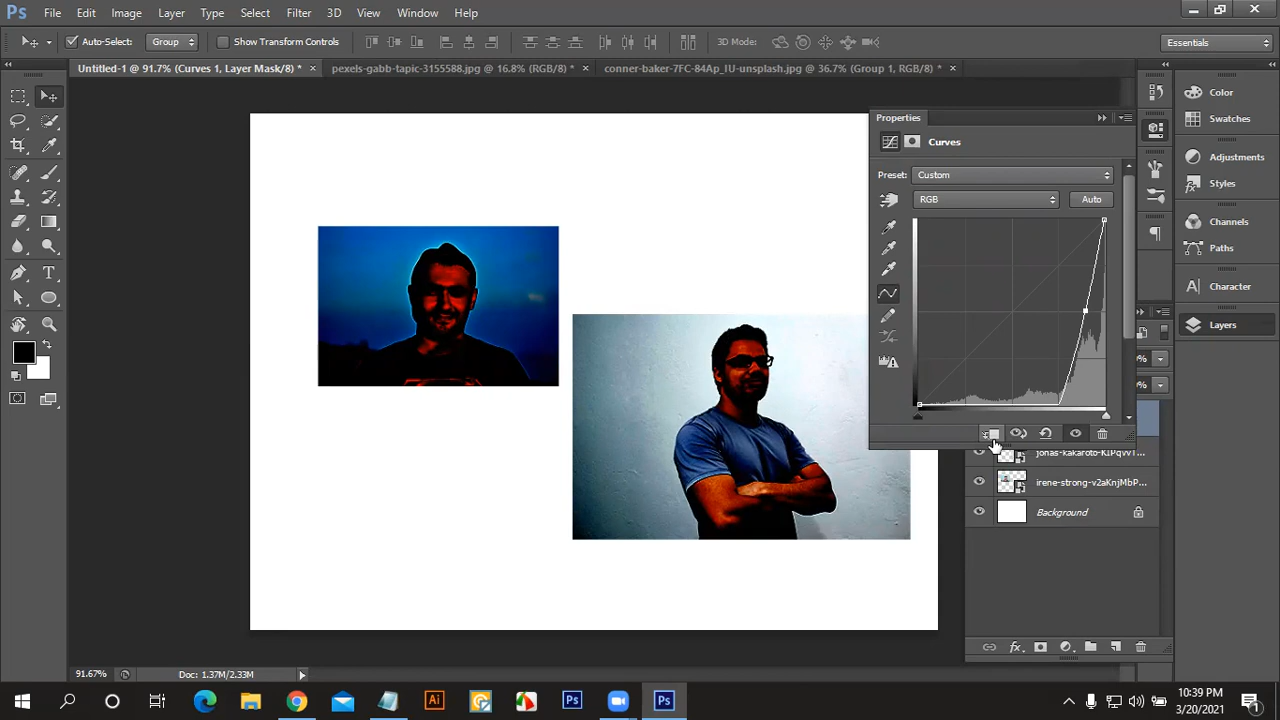 Ps File Edit Image Layer Type Select Filter 3D View Window Help
Auto-Select: Group Show Transform Controls 3D Mode: Essentials
Untitled-1 @ 91.7% (Curves 1, Layer Mask/8) * × pexels-gabb-tapic-3155588.jpg @ 16.8% (RGB/8) * × conner-baker-7FC-84Ap_IU-unsplash.jpg @ 36.7% (Group 1, RGB/8) * ×
Properties
Curves
Preset: Custom
RGB Auto
Color
Swatches
Adjustments
Styles
Channels
Paths
Character
Layers
irene-strong-v2aKnjMbP...
Background
91.67% Doc: 1.37M/2.33M
Ai Ps Ps
10:39 PM
3/20/2021
1